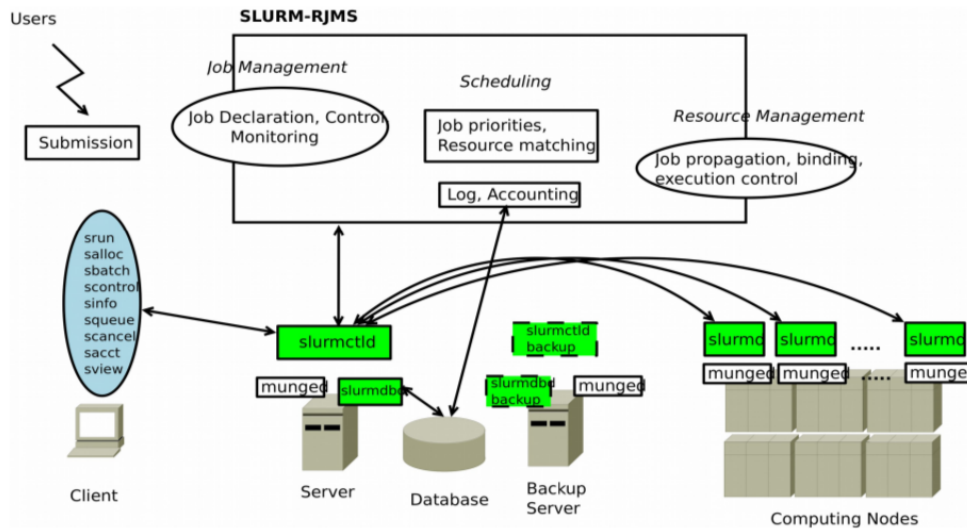 Users
SLURM-RJMS
Job Management
Scheduling
Resource Management
Submission
Job Declaration, Control
Monitoring
Job priorities,
Resource matching
Job propagation, binding,
execution control
Log, Accounting
srun
salloc
sbatch
scontrol
sinfo
squeue
scancel
sacct
sview
slurmctld
slurmctld
backup
slurmd
slurmd
.....
slurmd
munged
slurmdbd
slurmdbd
backup
munged
munged
munged
.....
munged
Client
Server
Database
Backup
Server
Computing Nodes